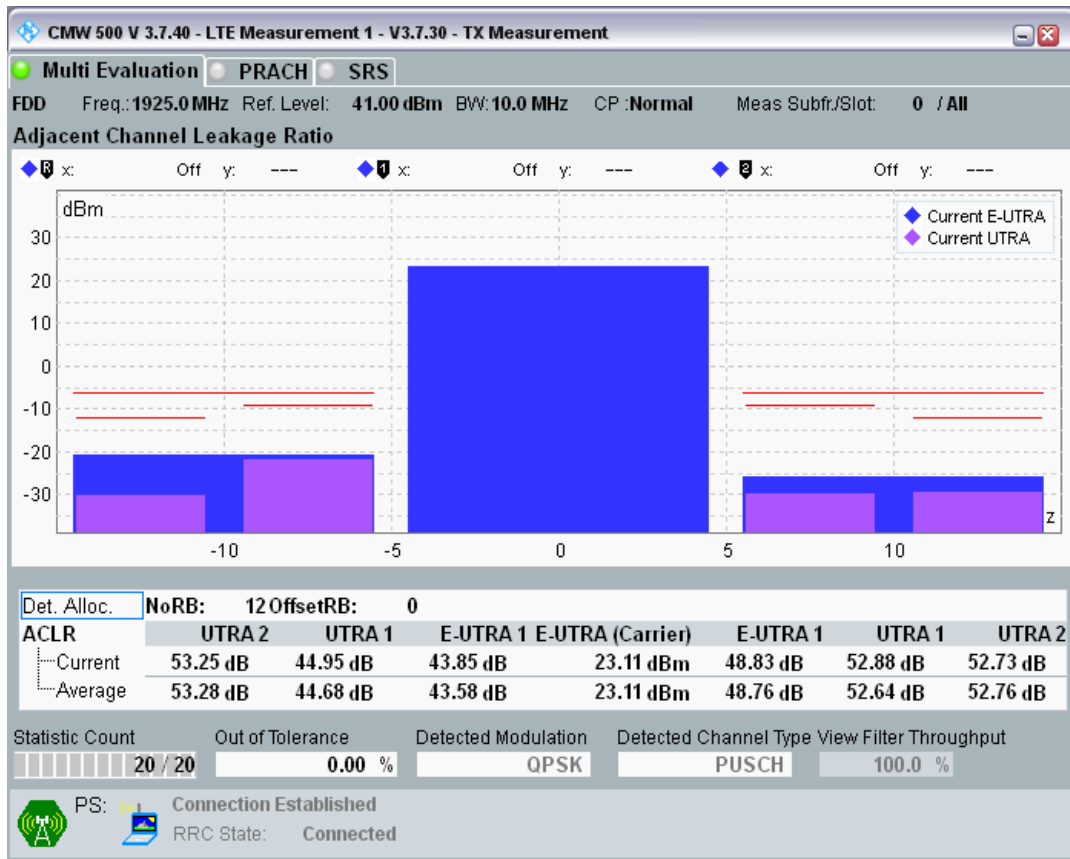 CMW 500 V 3.7.40 - LTE Measurement 1 - V3.7.30 - TX Measurement
Multi Evaluation PRACH SRS
FDD Freq.: 1925.0 MHz Ref. Level: 41.00 dBm BW: 10.0 MHz CP :Normal Meas Subfr./Slot: 0 / All
Adjacent Channel Leakage Ratio
R x: Off y: --- 1 x: Off y: --- 2 x: Off y: ---
dBm
Current E-UTRA
Current UTRA
30
20
10
0
-10
-20
-30
z
-10 -5 0 5 10
Det. Alloc. NoRB: 12 OffsetRB: 0
ACLR UTRA 2 UTRA 1 E-UTRA 1 E-UTRA (Carrier) E-UTRA 1 UTRA 1 UTRA 2
Current 53.25 dB 44.95 dB 43.85 dB 23.11 dBm 48.83 dB 52.88 dB 52.73 dB
Average 53.28 dB 44.68 dB 43.58 dB 23.11 dBm 48.76 dB 52.64 dB 52.76 dB
Statistic Count Out of Tolerance Detected Modulation Detected Channel Type View Filter Throughput
20 / 20 0.00 % QPSK PUSCH 100.0 %
PS: Connection Established
RRC State: Connected